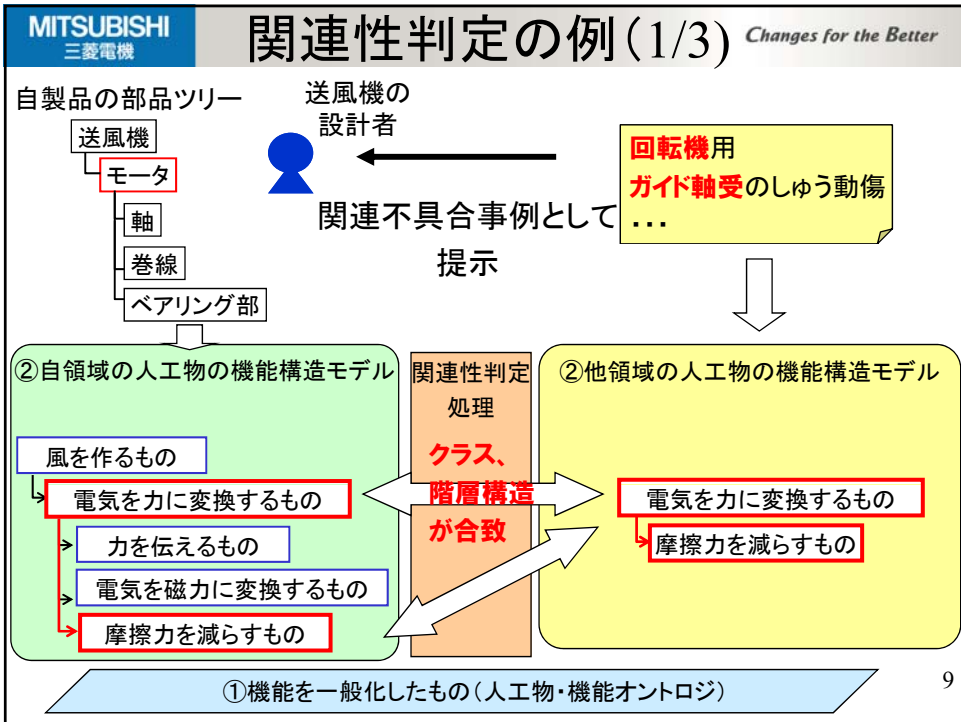 MITSUBISHI
三菱電機
関連性判定の例(1/3)
Changes for the Better
自製品の部品ツリー
送風機
モータ
軸
巻線
ベアリング部
送風機の
設計者
関連不具合事例として
提示
回転機用
ガイド軸受のしゅう動傷
・・・
②自領域の人工物の機能構造モデル
風を作るもの
電気を力に変換するもの
力を伝えるもの
電気を磁力に変換するもの
摩擦力を減らすもの
関連性判定
処理
クラス、
階層構造
が合致
②他領域の人工物の機能構造モデル
電気を力に変換するもの
摩擦力を減らすもの
①機能を一般化したもの(人工物・機能オントロジ)
9